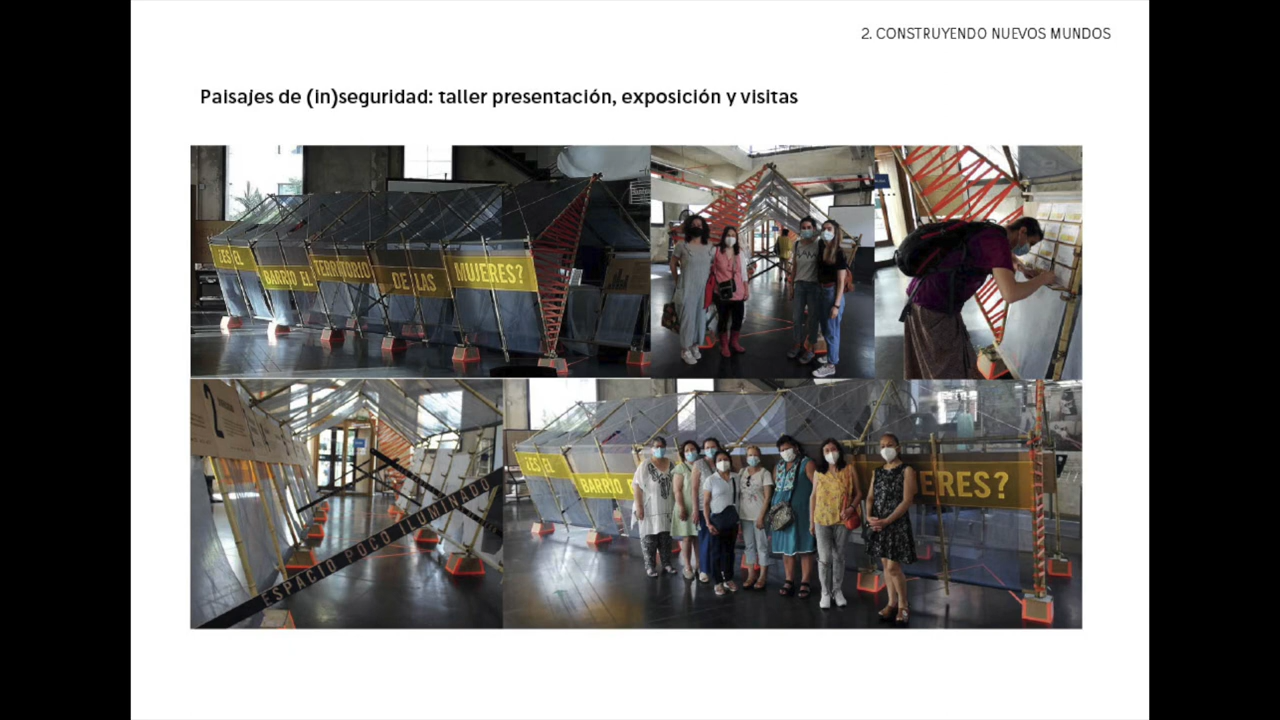 2. CONSTRUYENDO NUEVOS MUNDOS
Paisajes de (in)seguridad: taller presentación, exposición y visitas
¿ES EL BARRIO EL TERRITORIO DE LAS MUJERES?
2
ESPACIO POCO ILUMINADO
¿ES EL BARRIO
ERES?